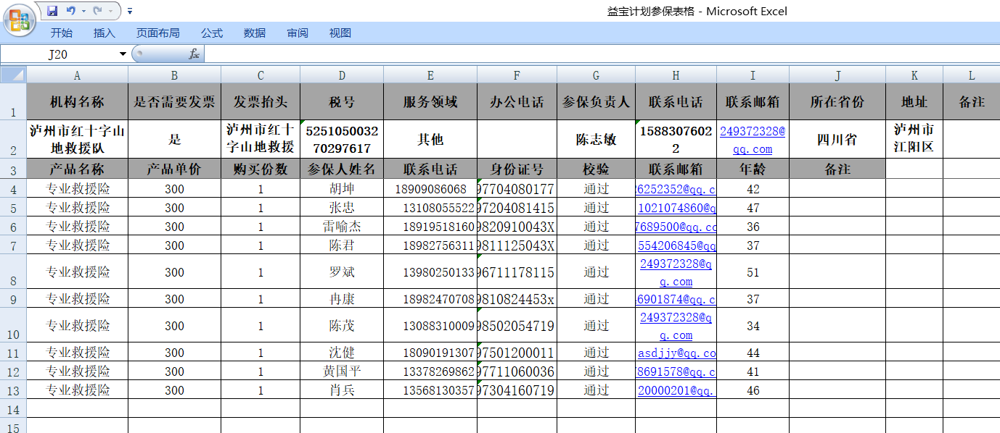 益宝计划参保表格 - Microsoft Excel
开始 插入 页面布局 公式 数据 审阅 视图
J20 fx
A B C D E F G H I J K L
1 机构名称 是否需要发票 发票抬头 税号 服务领域 办公电话 参保负责人 联系电话 联系邮箱 所在省份 地址 备注
泸州市红十字山 泸州市红十 5251050032 1588307602 249372328@ 泸州市
2 是 其他 陈志敏 四川省
地救援队 字山地救援 70297617 2 qq.com 江阳区
3 产品名称 产品单价 购买份数 参保人姓名 联系电话 身份证号 校验 联系邮箱 年龄 备注
4 专业救援险 300 1 胡坤 18909086068 97704080177 通过 26252352@qq.c 42
5 专业救援险 300 1 张忠 13108055522 97204081415 通过 1021074860@q 47
6 专业救援险 300 1 雷喻杰 18919518160 9820910043X 通过 7689500@qq.co 36
7 专业救援险 300 1 陈君 18982756311 9811125043X 通过 554206845@qq 37
8 专业救援险 300 1 罗斌 13980250133 96711178115 通过 249372328@q 51
q.com
9 专业救援险 300 1 冉康 18982470708 9810824453x 通过 6901874@qq.c 37
10 专业救援险 300 1 陈茂 13088310009 98502054719 通过 249372328@q 34
q.com
11 专业救援险 300 1 沈健 18090191307 97501200011 通过 asdjjy@qq.co 44
12 专业救援险 300 1 黄国平 13378269862 97711060036 通过 78691578@qq.c 41
13 专业救援险 300 1 肖兵 13568130357 97304160719 通过 20000201@qq. 46
14
15